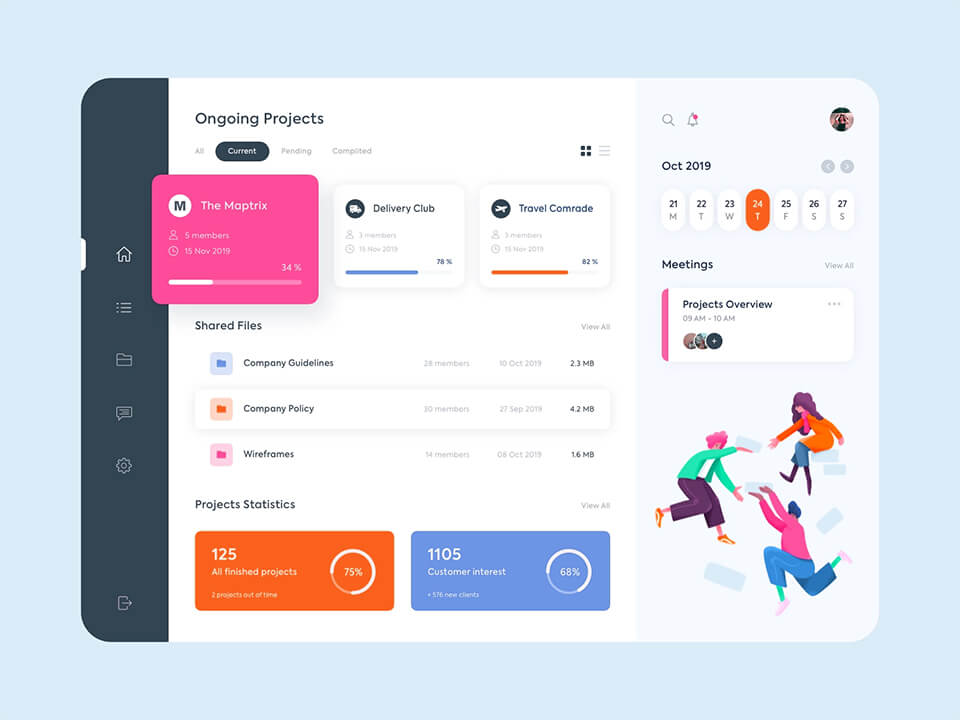 Ongoing Projects
All Current Pending Complited
M The Maptrix
5 members
15 Nov 2019
34 %
Delivery Club
3 members
15 Nov 2019
78 %
Travel Comrade
3 members
15 Nov 2019
82 %
Shared Files View All
Company Guidelines 28 members 10 Oct 2019 2.3 MB
Company Policy 30 members 27 Sep 2019 4.2 MB
Wireframes 14 members 08 Oct 2019 1.6 MB
Projects Statistics View All
125
All finished projects
2 projects out of time
75%
1105
Customer interest
+ 576 new clients
68%
Oct 2019
21 22 23 24 25 26 27
M T W T F S S
Meetings View All
Projects Overview
09 AM - 10 AM
+